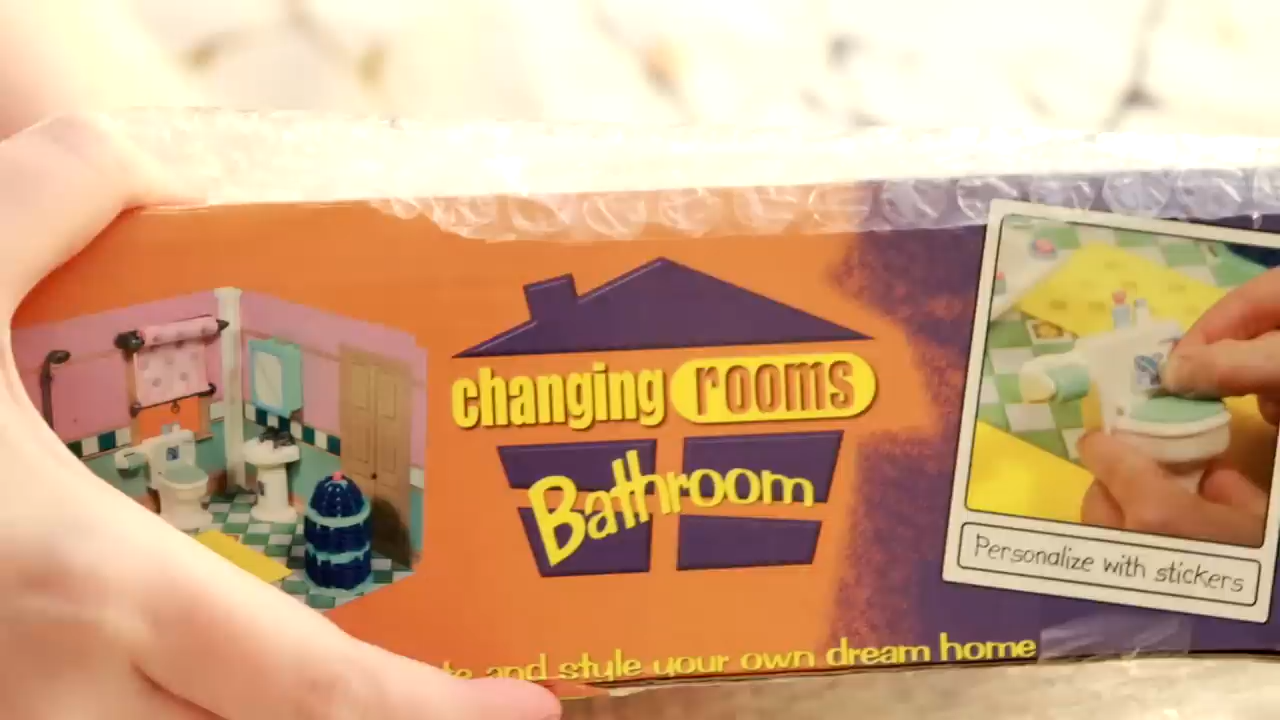 changing rooms
Bathroom
Personalize with stickers
and style your own dream home